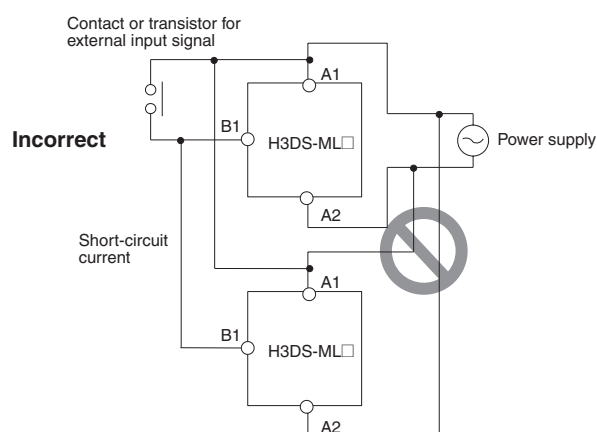 Contact or transistor for
external input signal
A1
B1
Incorrect
H3DS-ML□
Power supply
A2
Short-circuit
current
A1
B1
H3DS-ML□
A2